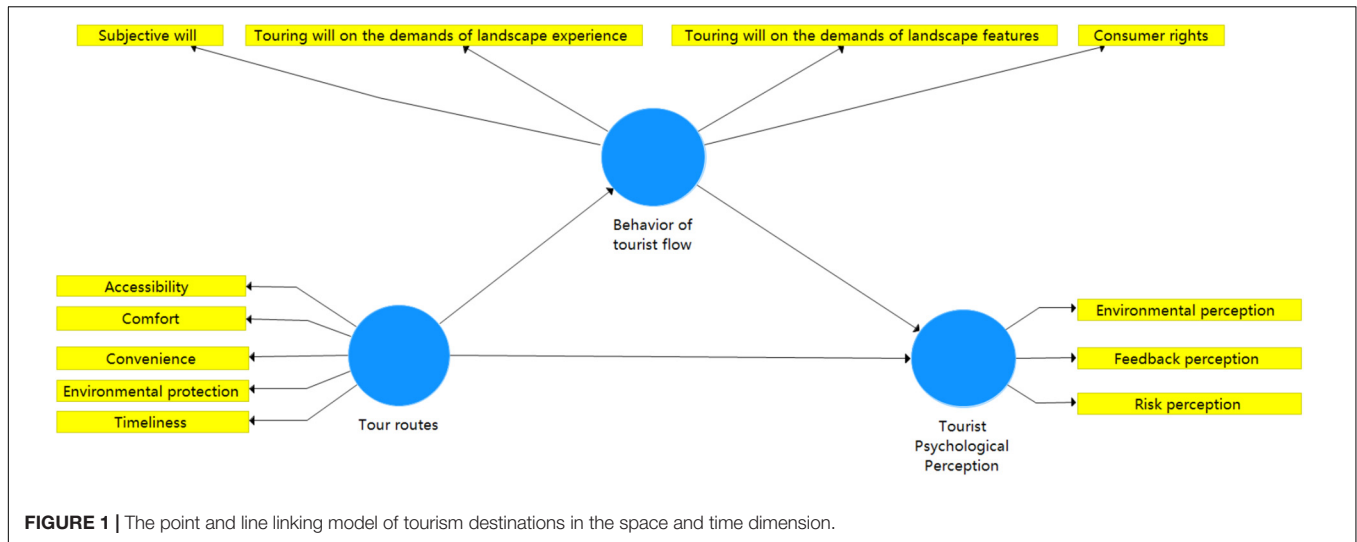 Subjective will
Touring will on the demands of landscape experience
Touring will on the demands of landscape features
Consumer rights
Behavior of
tourist flow
Accessibility
Comfort
Convenience
Environmental protection
Timeliness
Tour routes
Environmental perception
Feedback perception
Risk perception
Tourist
Psychological
Perception
FIGURE 1 | The point and line linking model of tourism destinations in the space and time dimension.